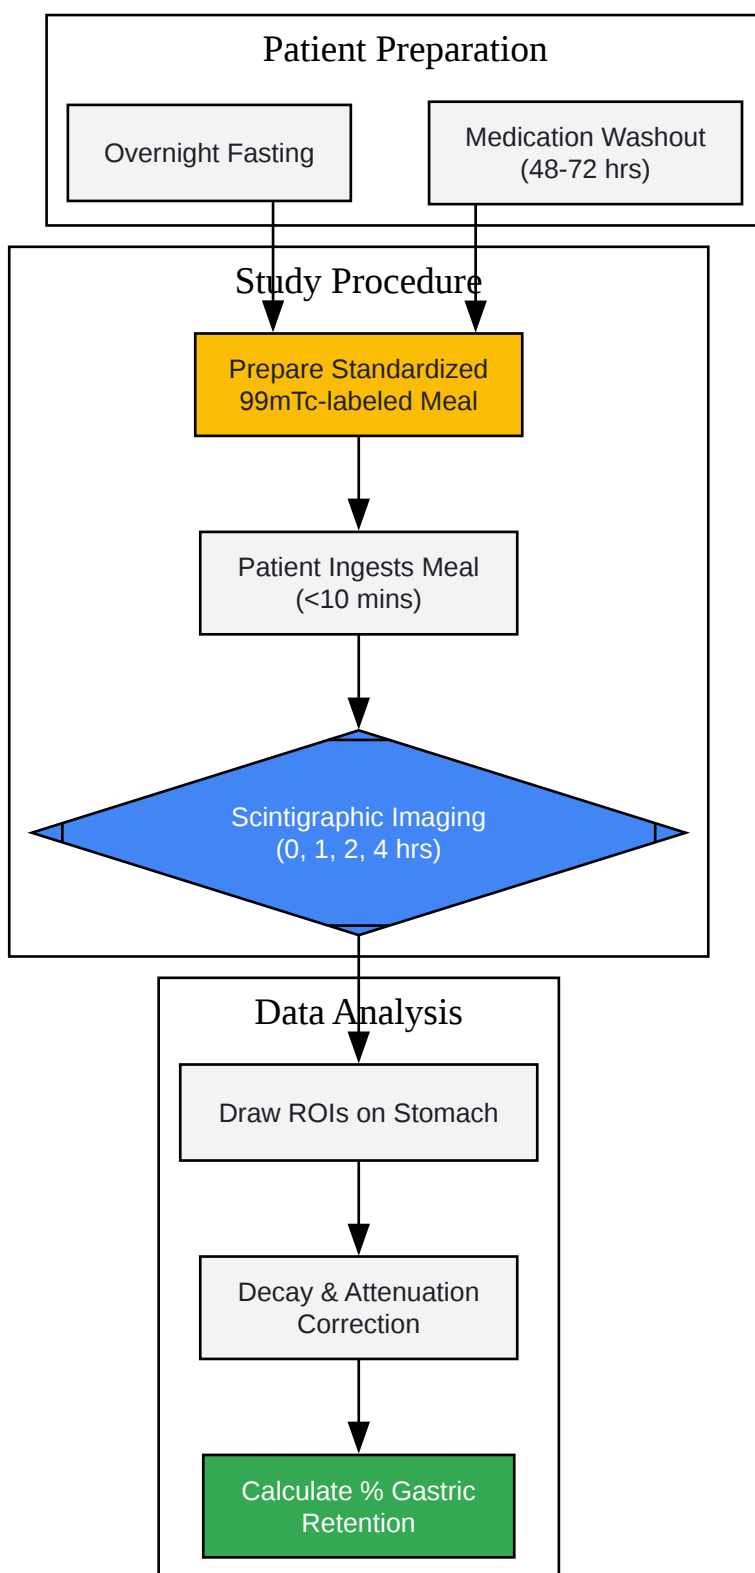 Patient Preparation
Overnight Fasting
Medication Washout
(48-72 hrs)
Study Procedure
Prepare Standardized
99mTc-labeled Meal
Patient Ingests Meal
(<10 mins)
Scintigraphic Imaging
(0, 1, 2, 4 hrs)
Data Analysis
Draw ROIs on Stomach
Decay & Attenuation
Correction
Calculate % Gastric
Retention